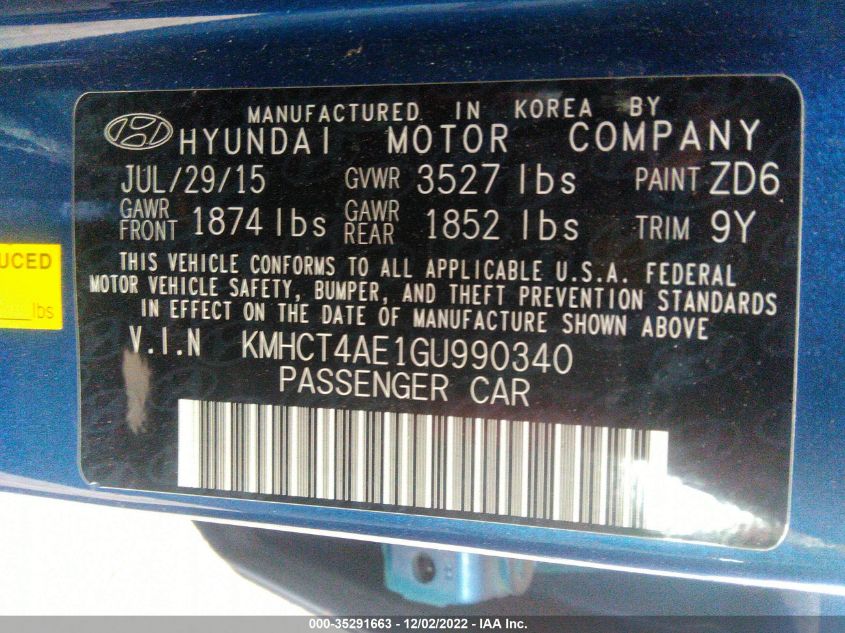 MANUFACTURED IN KOREA BY
HYUNDAI MOTOR COMPANY
JUL/29/15 GVWR 3527 lbs PAINT ZD6
GAWR FRONT 1874 lbs GAWR REAR 1852 lbs TRIM 9Y
THIS VEHICLE CONFORMS TO ALL APPLICABLE U.S.A. FEDERAL
MOTOR VEHICLE SAFETY, BUMPER, AND THEFT PREVENTION STANDARDS
IN EFFECT ON THE DATE OF MANUFACTURE SHOWN ABOVE
V.I.N KMHCT4AE1GU990340
PASSENGER CAR
UCED
lbs
000-35291663 - 12/02/2022 - IAA Inc.